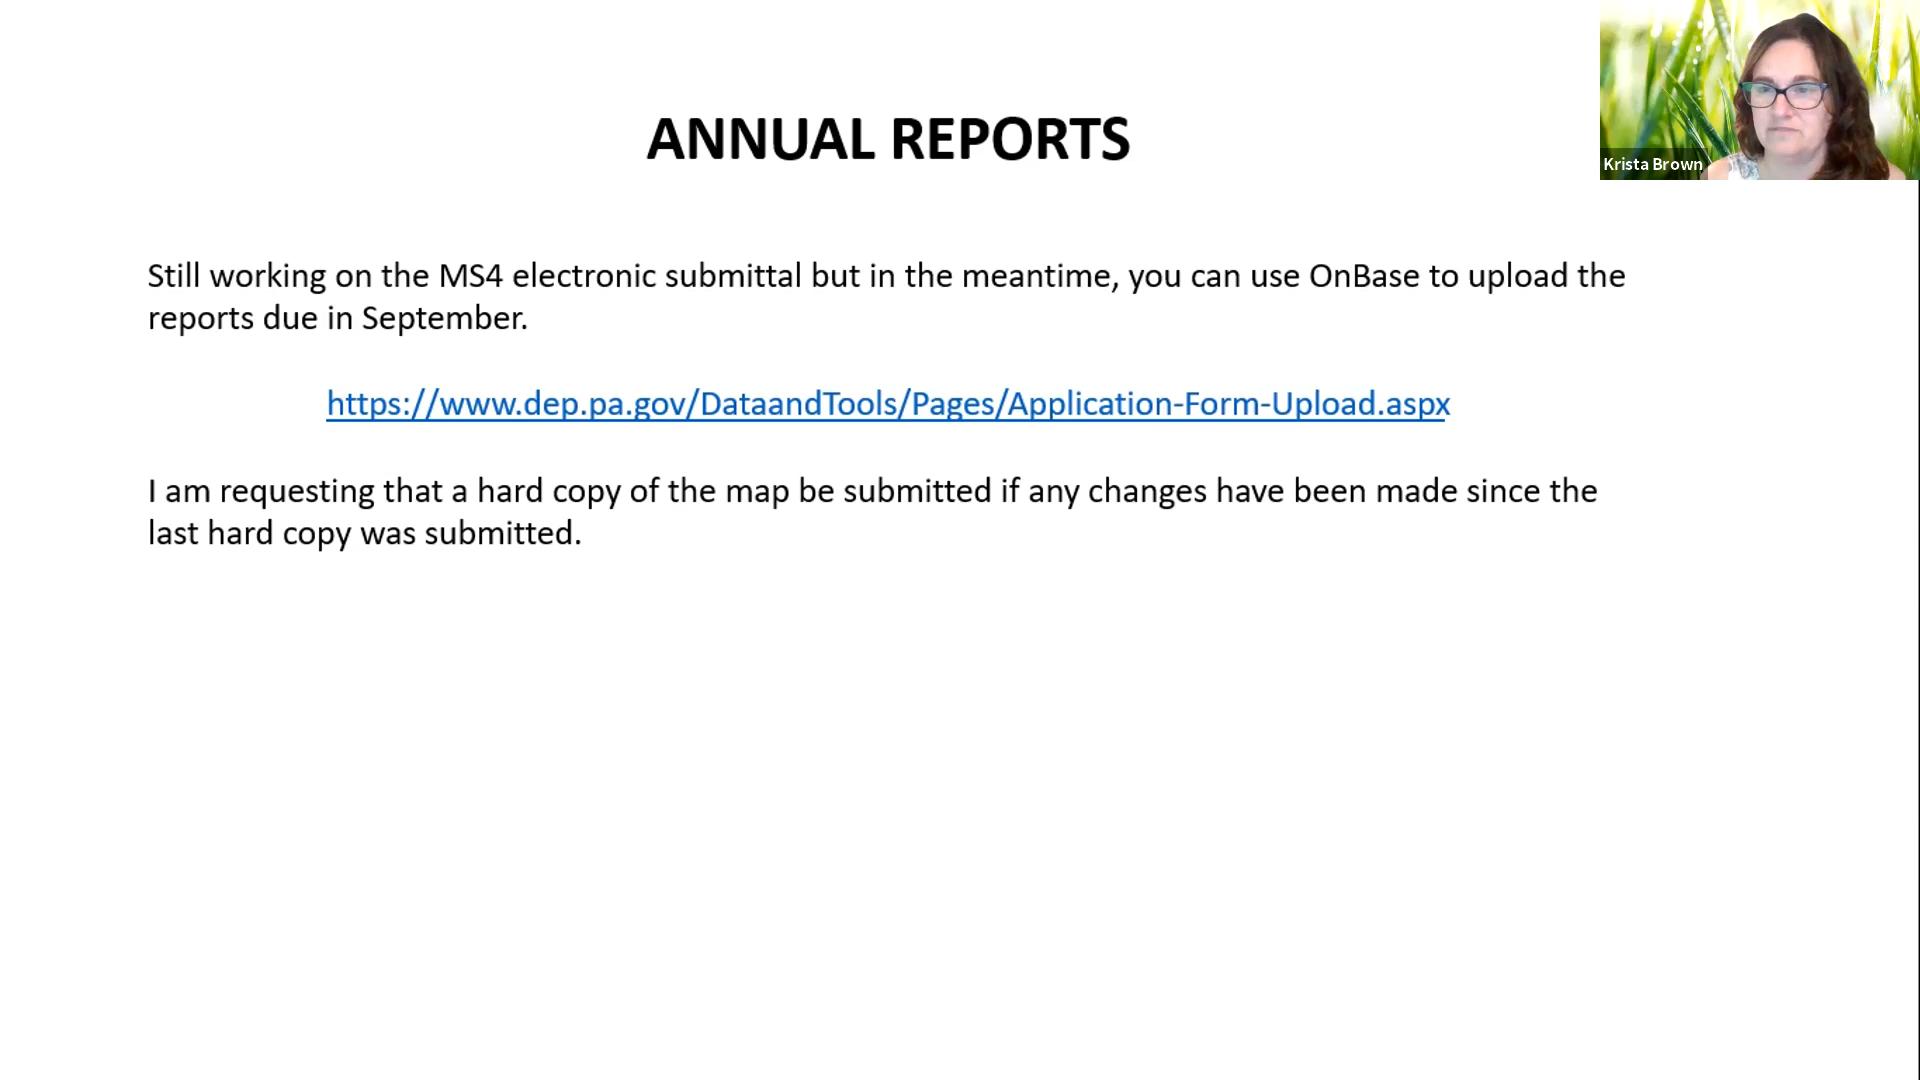 ANNUAL REPORTS
Krista Brown
Still working on the MS4 electronic submittal but in the meantime, you can use OnBase to upload the
reports due in September.
https://www.dep.pa.gov/DataandTools/Pages/Application-Form-Upload.aspx
I am requesting that a hard copy of the map be submitted if any changes have been made since the
last hard copy was submitted.